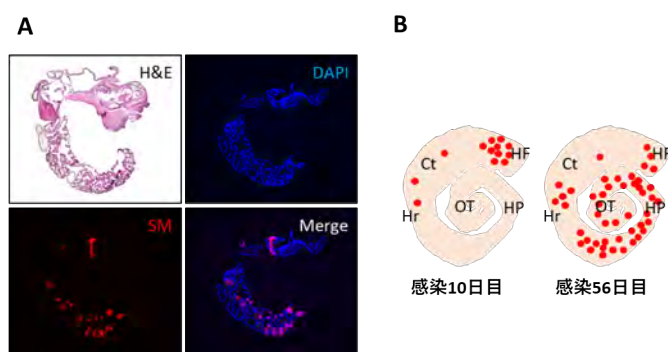 A
B
H&E
DAPI
SM
Merge
Ct
HF
Hr
OT
HP
感染10日目
Ct
HF
Hr
OT
HP
感染56日目